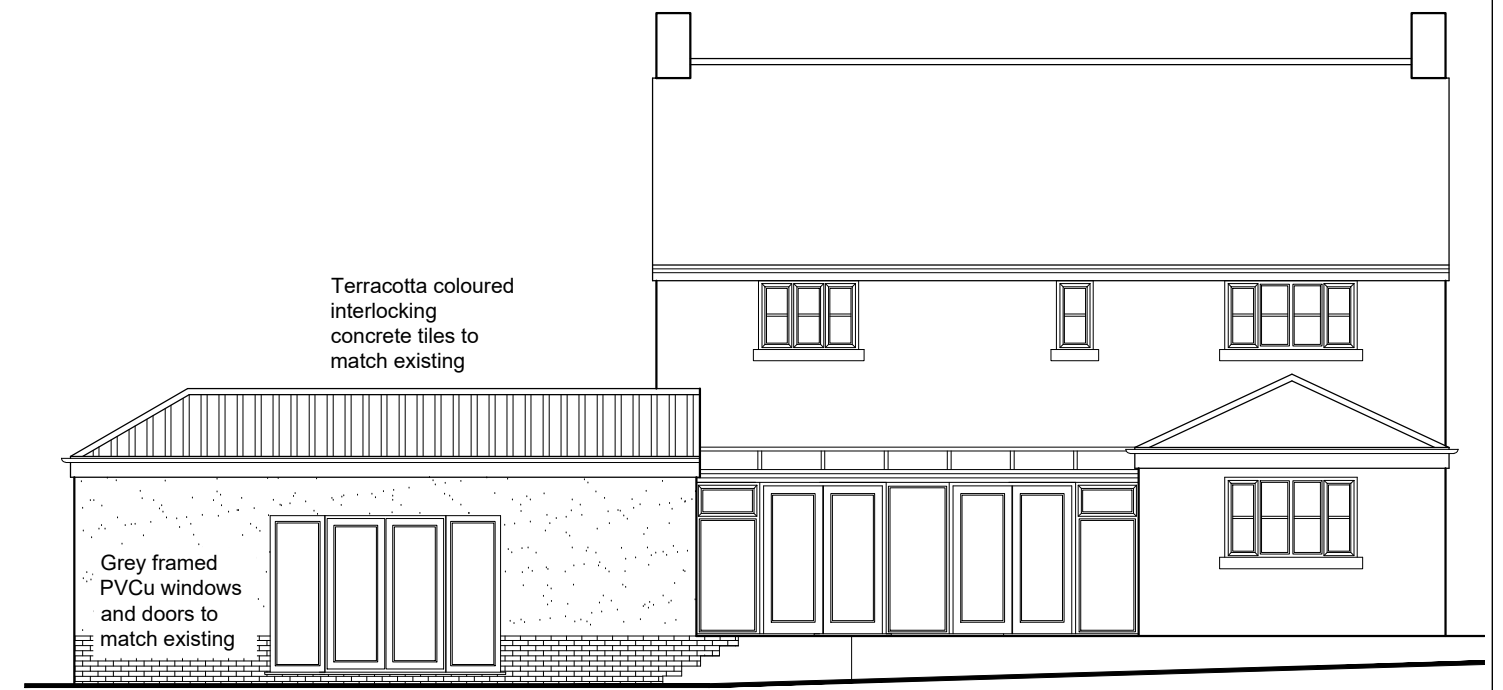 Terracotta coloured
interlocking
concrete tiles to
match existing
Grey framed
PVCu windows
and doors to
match existing